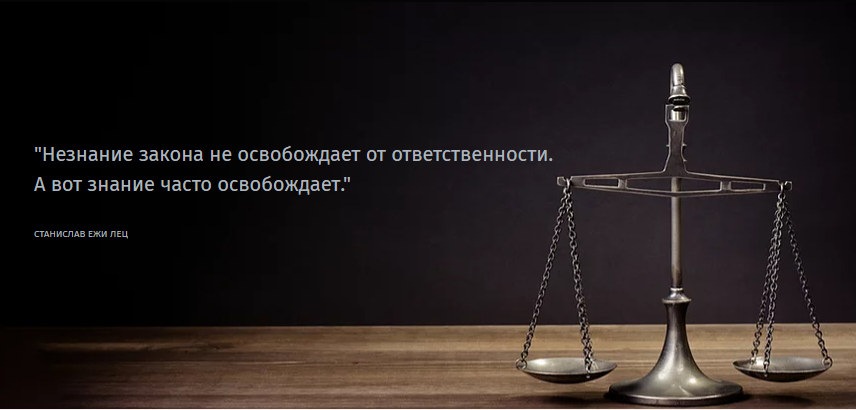 "Незнание закона не освобождает от ответственности.
А вот знание часто освобождает."
СТАНИСЛАВ ЕЖИ ЛЕЦ